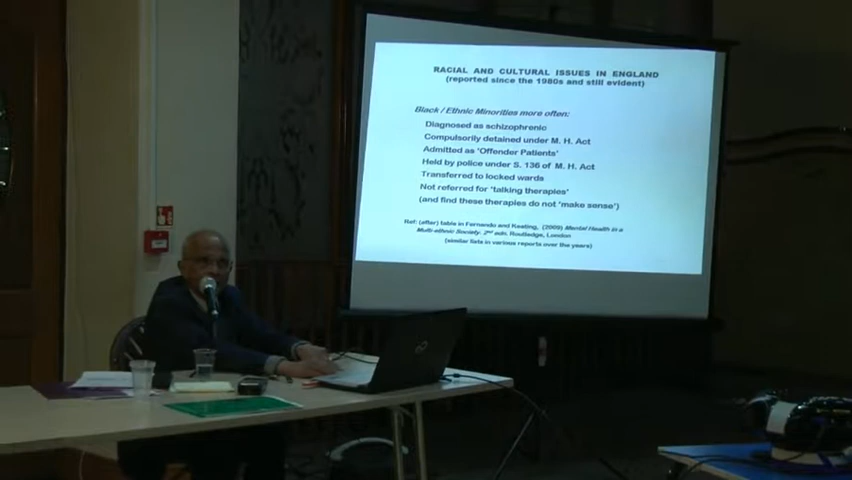 RACIAL AND CULTURAL ISSUES IN ENGLAND
(reported since the 1980s and still evident)
Black / Ethnic Minorities more often:
Diagnosed as schizophrenic
Compulsorily detained under M. H. Act
Admitted as 'Offender Patients'
Held by police under S. 136 of M. H. Act
Transferred to locked wards
Not referred for 'talking therapies'
(and find these therapies do not 'make sense')
Ref: (after) table in Fernando and Keating, (2009) Mental Health in a
Multi-ethnic Society. 2nd edn. Routledge, London
(similar lists in various reports over the years)